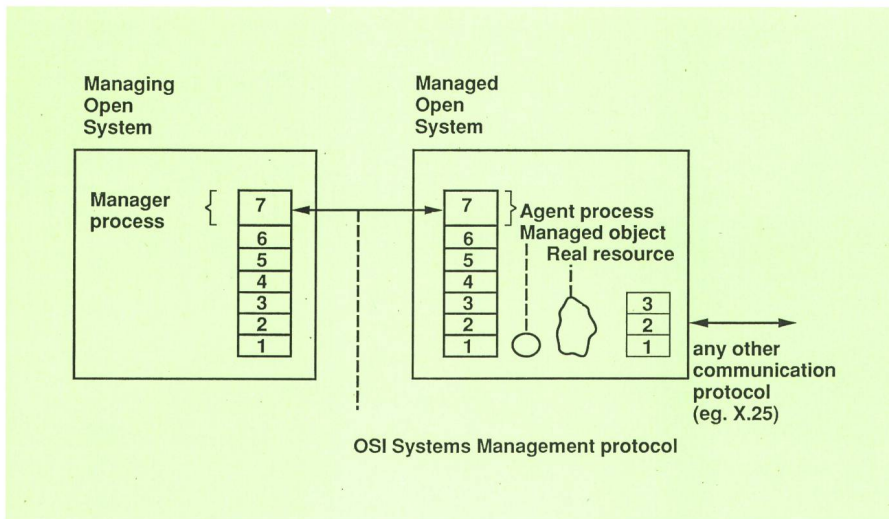 Managing
Open
System
Managed
Open
System
Manager
process
7
6
5
4
3
2
1
7
6
5
4
3
2
1
Agent process
Managed object
Real resource
3
2
1
any other
communication
protocol
(eg. X.25)
OSI Systems Management protocol